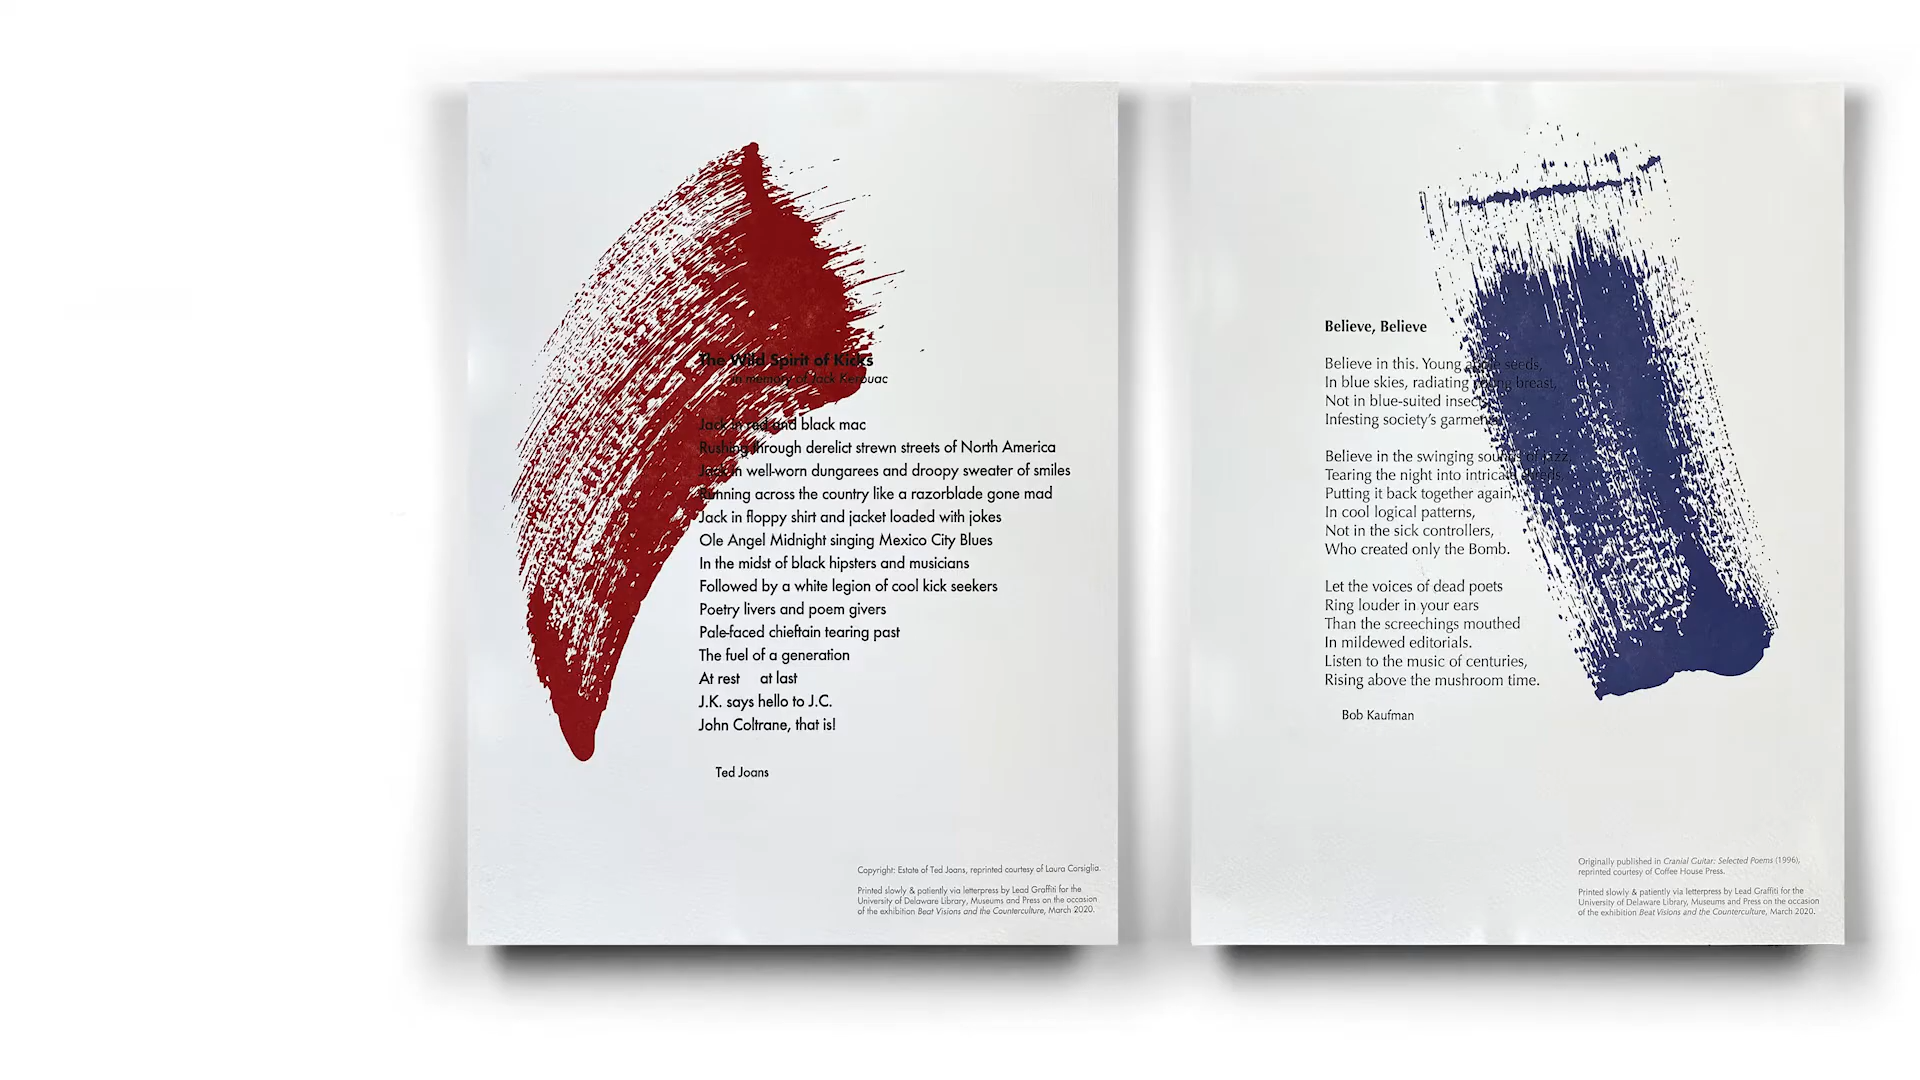 The Wild Spirit of Kicks
in memory of Jack Kerouac
Jack in red and black mac
Rushing through derelict strewn streets of North America
Jack in well-worn dungarees and droopy sweater of smiles
Running across the country like a razorblade gone mad
Jack in floppy shirt and jacket loaded with jokes
Ole Angel Midnight singing Mexico City Blues
In the midst of black hipsters and musicians
Followed by a white legion of cool kick seekers
Poetry livers and poem givers
Pale-faced chieftain tearing past
The fuel of a generation
At rest at last
J.K. says hello to J.C.
John Coltrane, that is!
Ted Joans
Copyright: Estate of Ted Joans, reprinted courtesy of Laura Corsiglia.
Printed slowly & patiently via letterpress by Lead Graffiti for the
University of Delaware Library, Museums and Press on the occasion
of the exhibition Beat Visions and the Counterculture, March 2020.
Believe, Believe
Believe in this. Young apple seeds,
In blue skies, radiating young breast,
Not in blue-suited insects,
Infesting society's garments.
Believe in the swinging sounds of jazz,
Tearing the night into intricate shreds,
Putting it back together again,
In cool logical patterns,
Not in the sick controllers,
Who created only the Bomb.
Let the voices of dead poets
Ring louder in your ears
Than the screechings mouthed
In mildewed editorials.
Listen to the music of centuries,
Rising above the mushroom time.
Bob Kaufman
Originally published in Cranial Guitar: Selected Poems (1996),
reprinted courtesy of Coffee House Press.
Printed slowly & patiently via letterpress by Lead Graffiti for the
University of Delaware Library, Museums and Press on the occasion
of the exhibition Beat Visions and the Counterculture, March 2020.